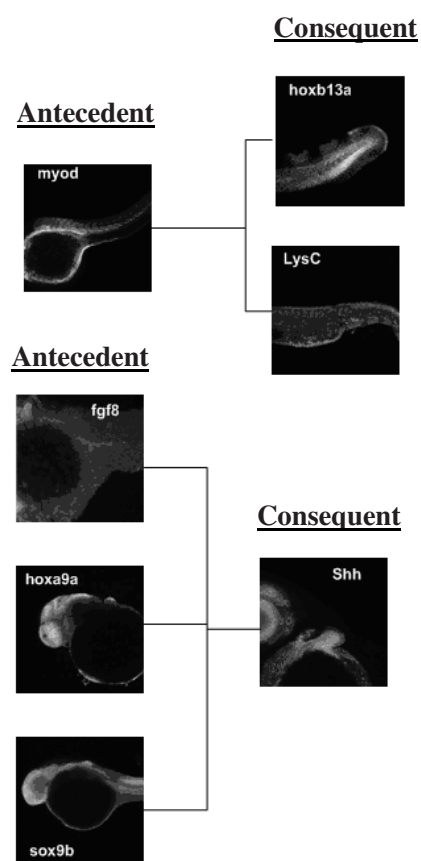 Consequent
hoxb13a
Antecedent
myod
LysC
Antecedent
fgf8
Consequent
Shh
hoxa9a
sox9b